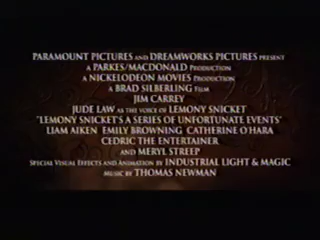 PARAMOUNT PICTURES AND DREAMWORKS PICTURES PRESENT
A PARKES/MACDONALD PRODUCTION
A NICKELODEON MOVIES PRODUCTION
A BRAD SILBERLING FILM
JIM CARREY
JUDE LAW AS THE VOICE OF LEMONY SNICKET
"LEMONY SNICKET'S A SERIES OF UNFORTUNATE EVENTS"
LIAM AIKEN EMILY BROWNING CATHERINE O'HARA
CEDRIC THE ENTERTAINER
AND MERYL STREEP
SPECIAL VISUAL EFFECTS AND ANIMATION BY INDUSTRIAL LIGHT & MAGIC
MUSIC BY THOMAS NEWMAN